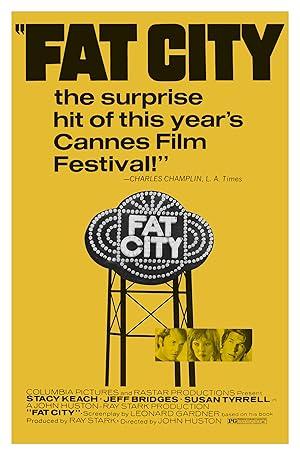 "FAT CITY
the surprise
hit of this year's
Cannes Film
Festival!"
—CHARLES CHAMPLIN, L.A. Times
FAT
CITY
COLUMBIA PICTURES and RASTAR PRODUCTIONS Present
STACY KEACH · JEFF BRIDGES · SUSAN TYRRELL in
A JOHN HUSTON - RAY STARK PRODUCTION
"FAT CITY" · Screenplay by LEONARD GARDNER based on his book
Produced by RAY STARK · Directed by JOHN HUSTON PG